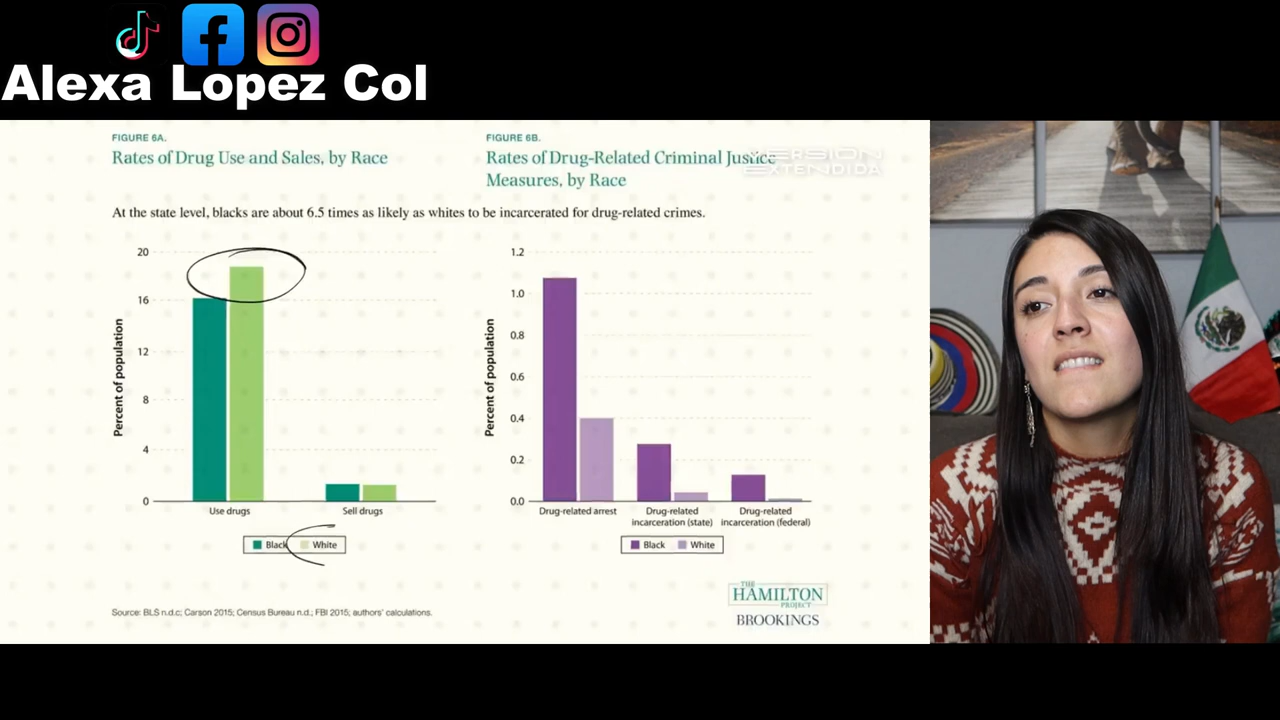 Alexa Lopez Col
FIGURE 6A.
Rates of Drug Use and Sales, by Race
FIGURE 6B.
Rates of Drug-Related Criminal Justice
Measures, by Race
VERSION
EXTENDIDA
At the state level, blacks are about 6.5 times as likely as whites to be incarcerated for drug-related crimes.
Percent of population
20
16
12
8
4
0
Use drugs
Sell drugs
Black
White
Percent of population
1.2
1.0
0.8
0.6
0.4
0.2
0.0
Drug-related arrest
Drug-related
incarceration (state)
Drug-related
incarceration (federal)
Black
White
Source: BLS n.d.c; Carson 2015; Census Bureau n.d.; FBI 2015; authors' calculations.
THE
HAMILTON
PROJECT
BROOKINGS